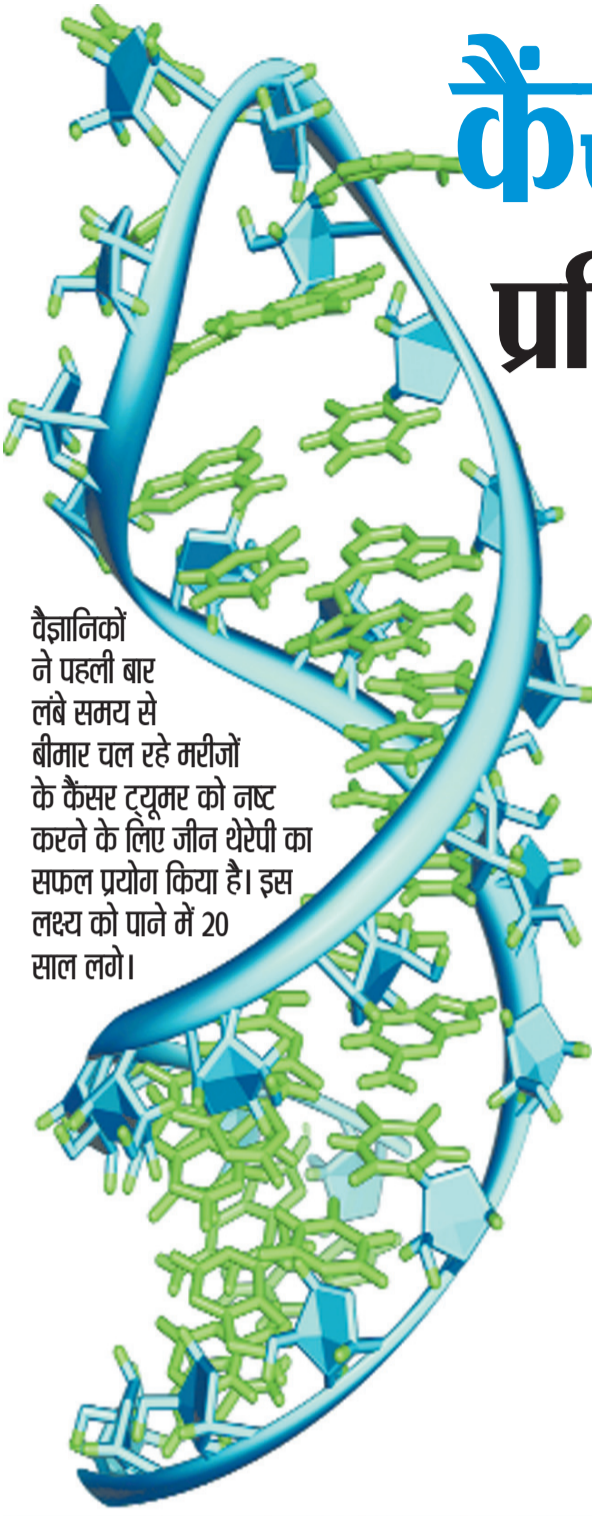 वैज्ञानिकों
ने पहली बार
लंबे समय से
बीमार चल रहे मरीजों
के कैंसर ट्यूमर को नष्ट
करने के लिए जीन थेरेपी का
सफल प्रयोग किया है। इस
लक्ष्य को पाने में 20
साल लगे।